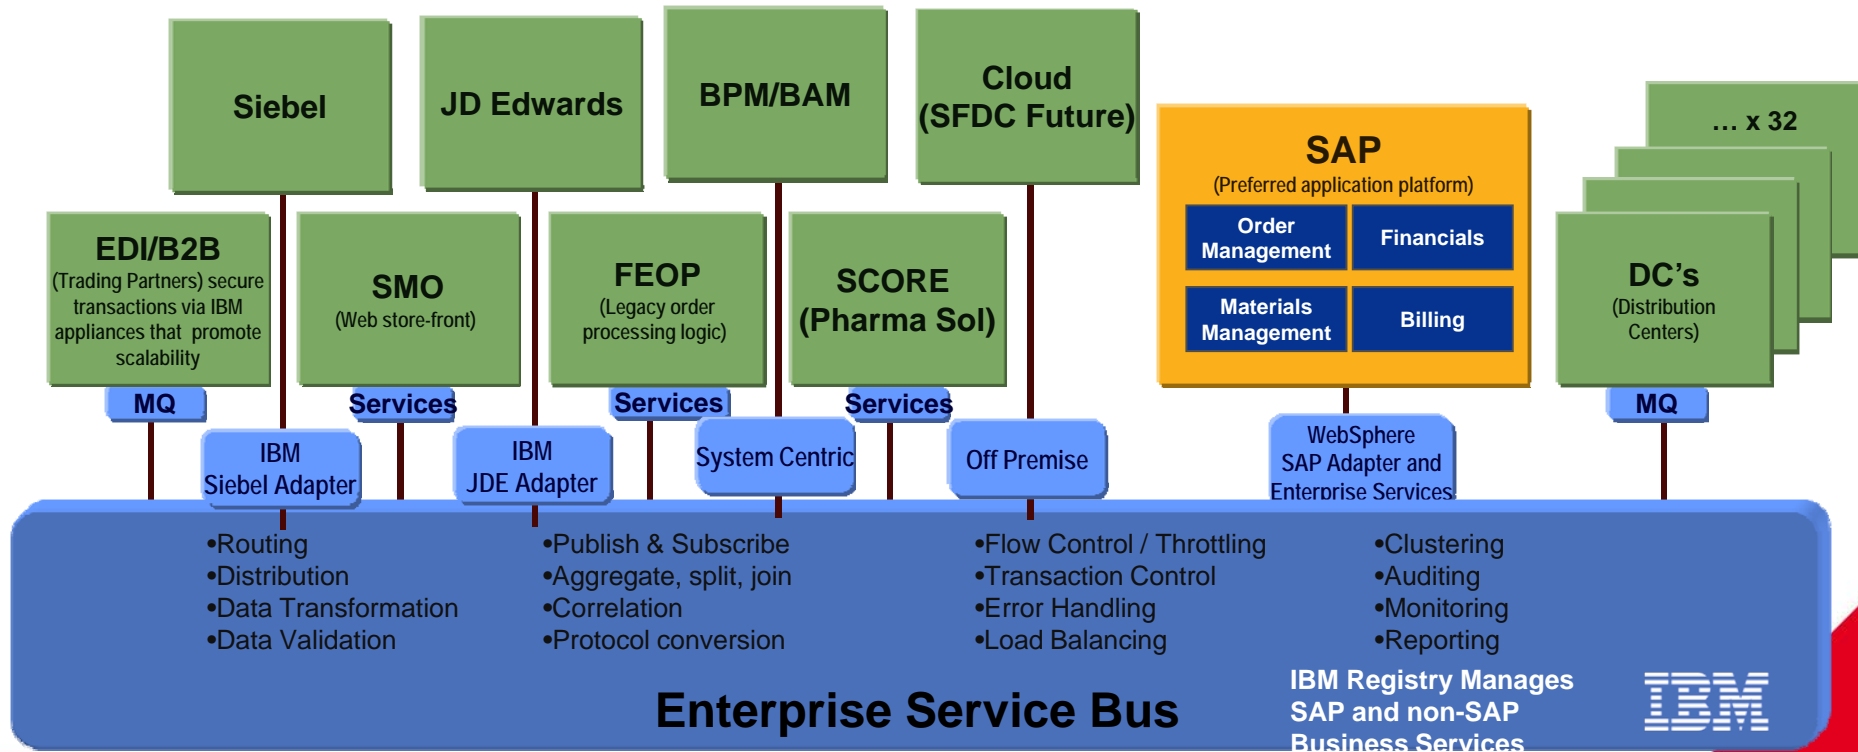 Siebel
JD Edwards
BPM/BAM
Cloud
(SFDC Future)
… x 32
EDI/B2B
(Trading Partners) secure
transactions via IBM
appliances that promote
scalability
SMO
(Web store-front)
FEOP
(Legacy order
processing logic)
SCORE
(Pharma Sol)
SAP
(Preferred application platform)
Order
Management
Financials
Materials
Management
Billing
DC's
(Distribution
Centers)
MQ
Services
Services
Services
MQ
IBM
Siebel Adapter
IBM
JDE Adapter
System Centric
Off Premise
WebSphere
SAP Adapter and
Enterprise Services
•Routing
•Distribution
•Data Transformation
•Data Validation
•Publish & Subscribe
•Aggregate, split, join
•Correlation
•Protocol conversion
•Flow Control / Throttling
•Transaction Control
•Error Handling
•Load Balancing
•Clustering
•Auditing
•Monitoring
•Reporting
Enterprise Service Bus
IBM Registry Manages
SAP and non-SAP
Business Services
IBM